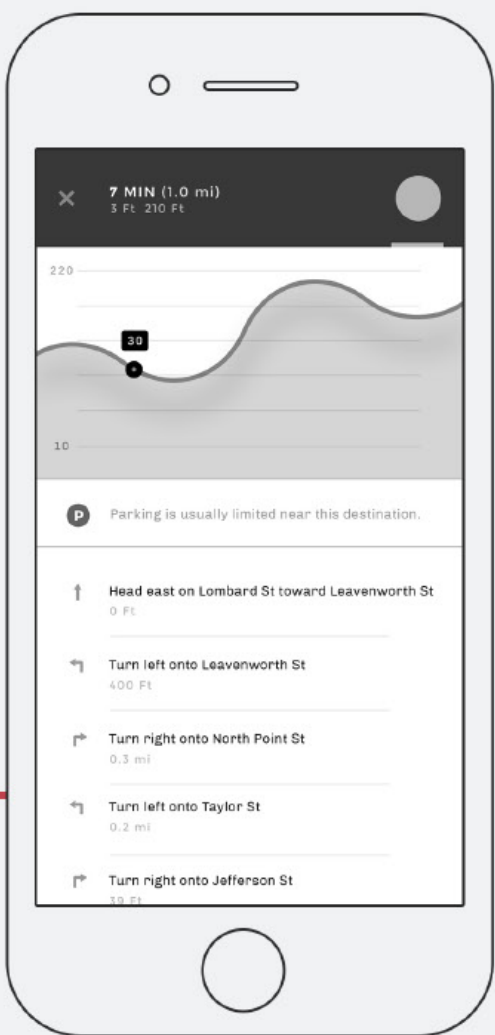 7 MIN (1.0 mi)
3 Ft 210 Ft
220
30
10
P
Parking is usually limited near this destination.
Head east on Lombard St toward Leavenworth St
0 Ft
Turn left onto Leavenworth St
400 Ft
Turn right onto North Point St
0.3 mi
Turn left onto Taylor St
0.2 mi
Turn right onto Jefferson St
39 Ft